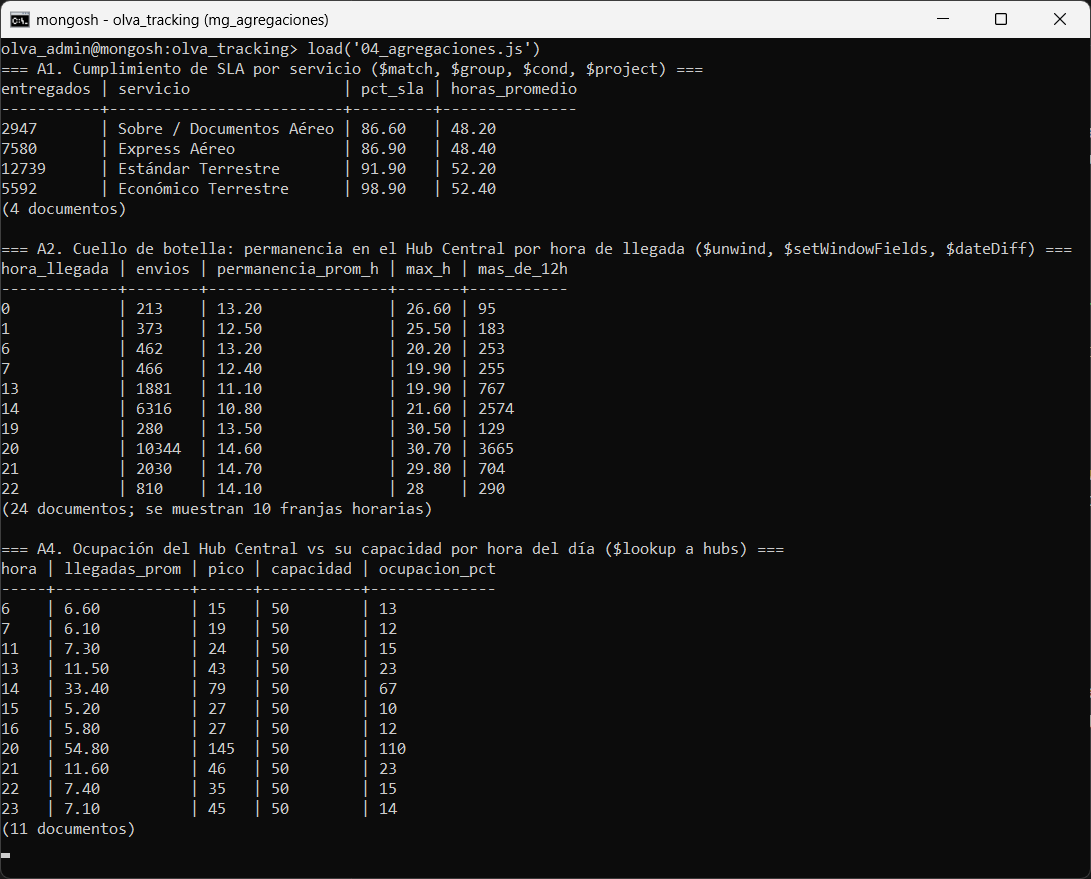 mongosh - olva_tracking (mg_agregaciones)
olva_admin@mongosh:olva_tracking> load('04_agregaciones.js')
=== A1. Cumplimiento de SLA por servicio ($match, $group, $cond, $project) ===
entregados | servicio                 | pct_sla | horas_promedio
-----------+--------------------------+---------+---------------
2947       | Sobre / Documentos Aéreo | 86.60   | 48.20
7580       | Express Aéreo            | 86.90   | 48.40
12739      | Estándar Terrestre       | 91.90   | 52.20
5592       | Económico Terrestre      | 98.90   | 52.40
(4 documentos)
=== A2. Cuello de botella: permanencia en el Hub Central por hora de llegada ($unwind, $setWindowFields, $dateDiff) ===
hora_llegada | envios | permanencia_prom_h | max_h | mas_de_12h
-------------+--------+--------------------+-------+-----------
0            | 213    | 13.20              | 26.60 | 95
1            | 373    | 12.50              | 25.50 | 183
6            | 462    | 13.20              | 20.20 | 253
7            | 466    | 12.40              | 19.90 | 255
13           | 1881   | 11.10              | 19.90 | 767
14           | 6316   | 10.80              | 21.60 | 2574
19           | 280    | 13.50              | 30.50 | 129
20           | 10344  | 14.60              | 30.70 | 3665
21           | 2030   | 14.70              | 29.80 | 704
22           | 810    | 14.10              | 28    | 290
(24 documentos; se muestran 10 franjas horarias)
=== A4. Ocupación del Hub Central vs su capacidad por hora del día ($lookup a hubs) ===
hora | llegadas_prom | pico | capacidad | ocupacion_pct
-----+---------------+------+-----------+--------------
6    | 6.60          | 15   | 50        | 13
7    | 6.10          | 19   | 50        | 12
11   | 7.30          | 24   | 50        | 15
13   | 11.50         | 43   | 50        | 23
14   | 33.40         | 79   | 50        | 67
15   | 5.20          | 27   | 50        | 10
16   | 5.80          | 27   | 50        | 12
20   | 54.80         | 145  | 50        | 110
21   | 11.60         | 46   | 50        | 23
22   | 7.40          | 35   | 50        | 15
23   | 7.10          | 45   | 50        | 14
(11 documentos)